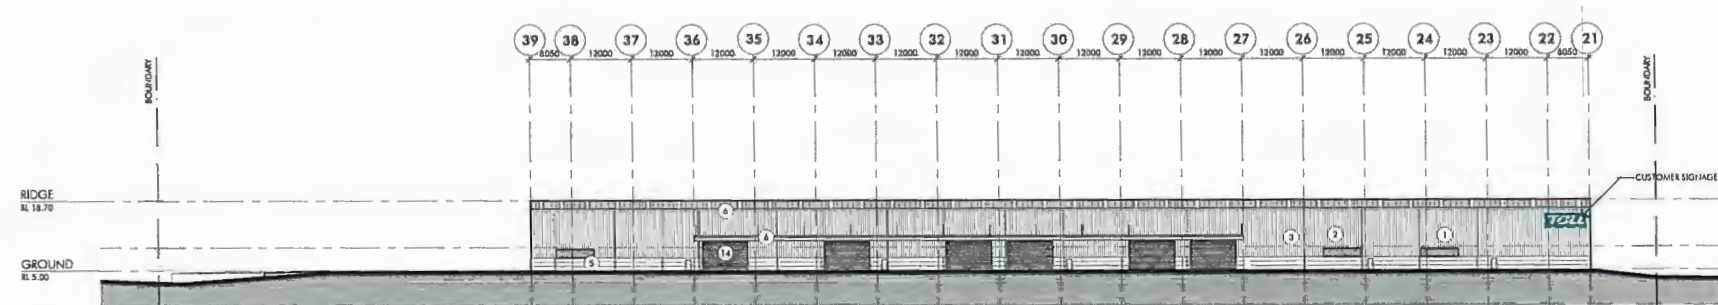 39 38 37 36 35 34 33 32 31 30 29 28 27 26 25 24 23 22 21
8050 12000 12000 12000 12000 12000 12000 12000 12000 12000 12000 12000 12000 12000 12000 12000 12000 8050
BOUNDARY
BOUNDARY
CUSTOMER SIGNAGE
RIDGE
RL 18.70
6
TOLL
6
3
2
1
14
5
GROUND
RL 5.00